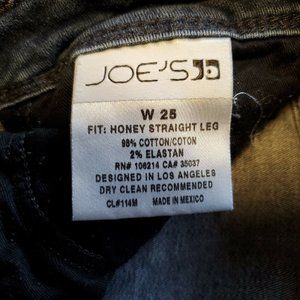 JOE'S
W 25
FIT: HONEY STRAIGHT LEG
98% COTTON/COTON
2% ELASTAN
RN# 106214 CA# 35037
DESIGNED IN LOS ANGELES
DRY CLEAN RECOMMENDED
CL#114M MADE IN MEXICO